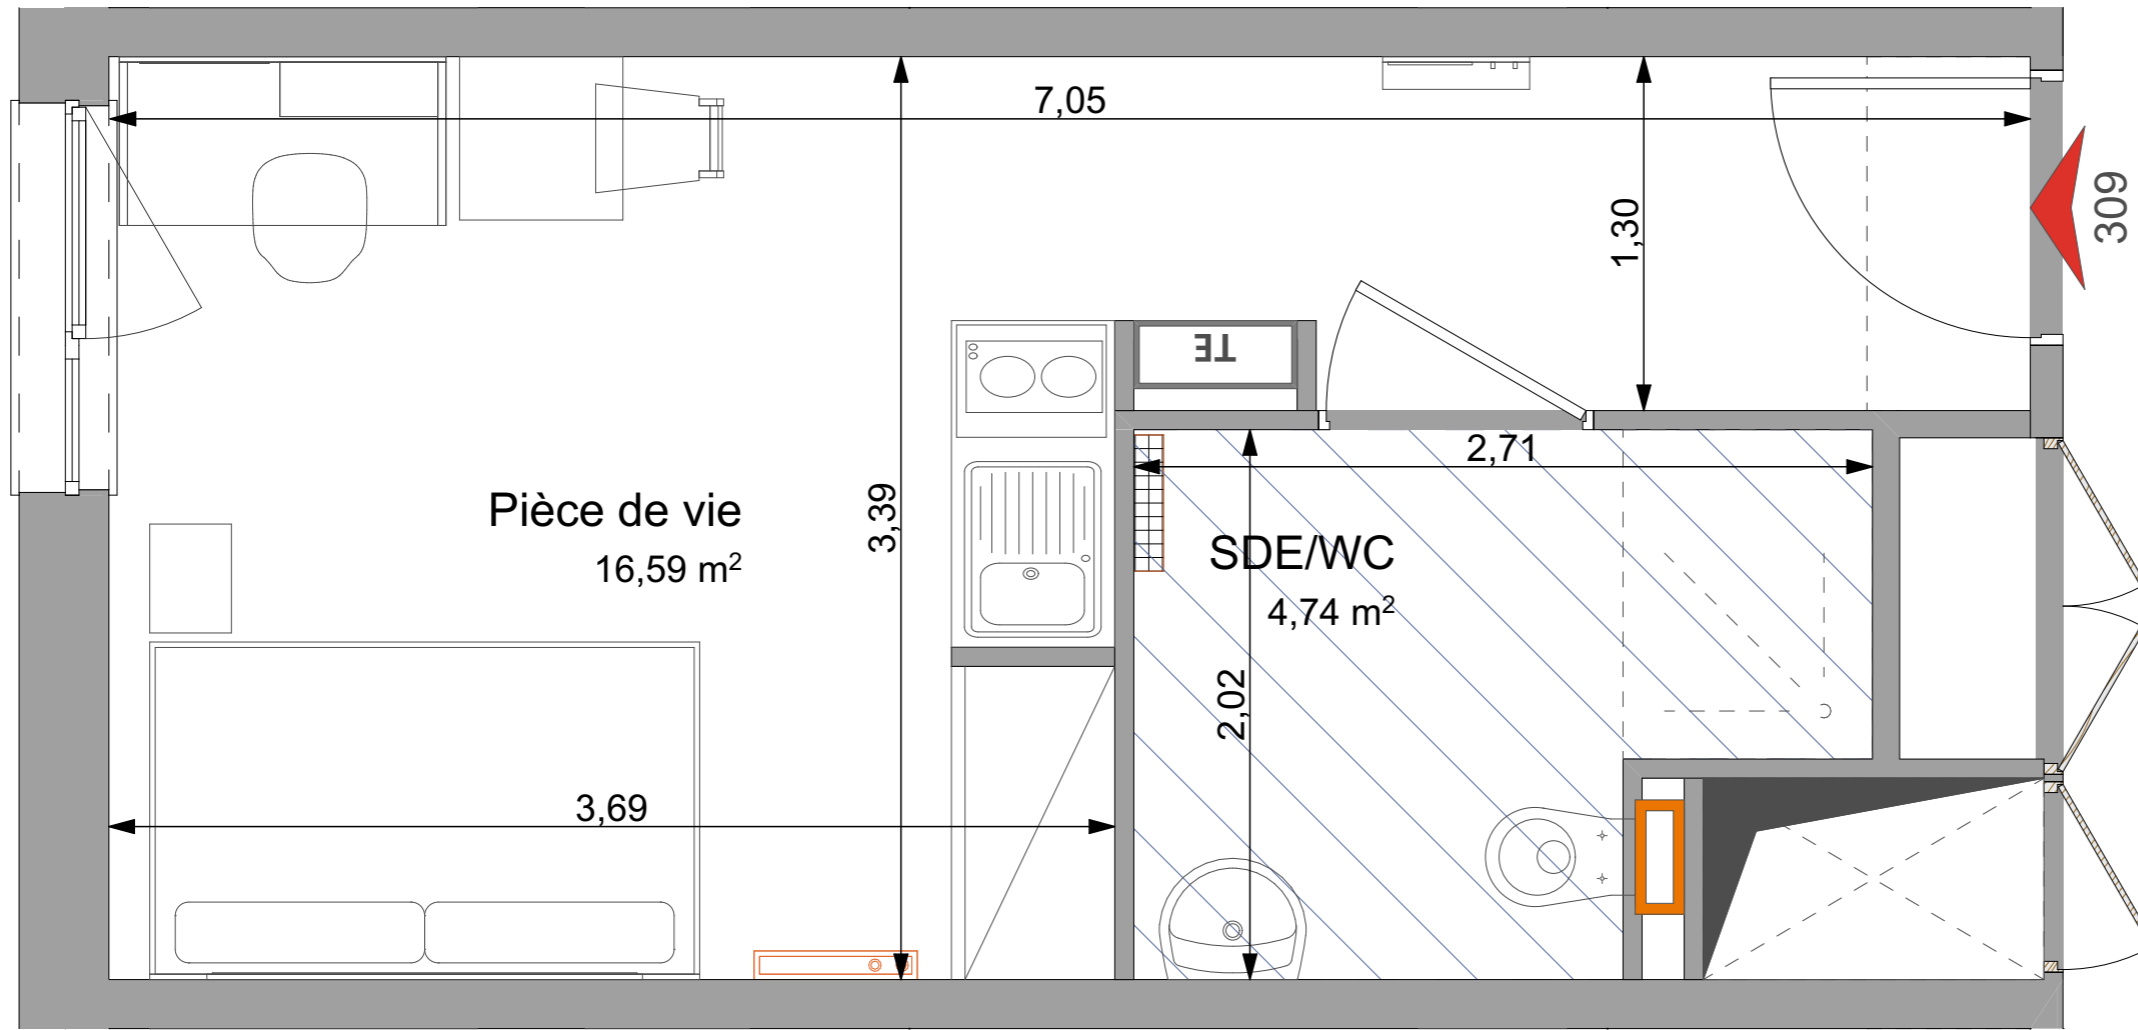 7,05
1,30
309
TE
2,71
3,39
Pièce de vie
16,59 m²
SDE/WC
4,74 m²
2,02
3,69